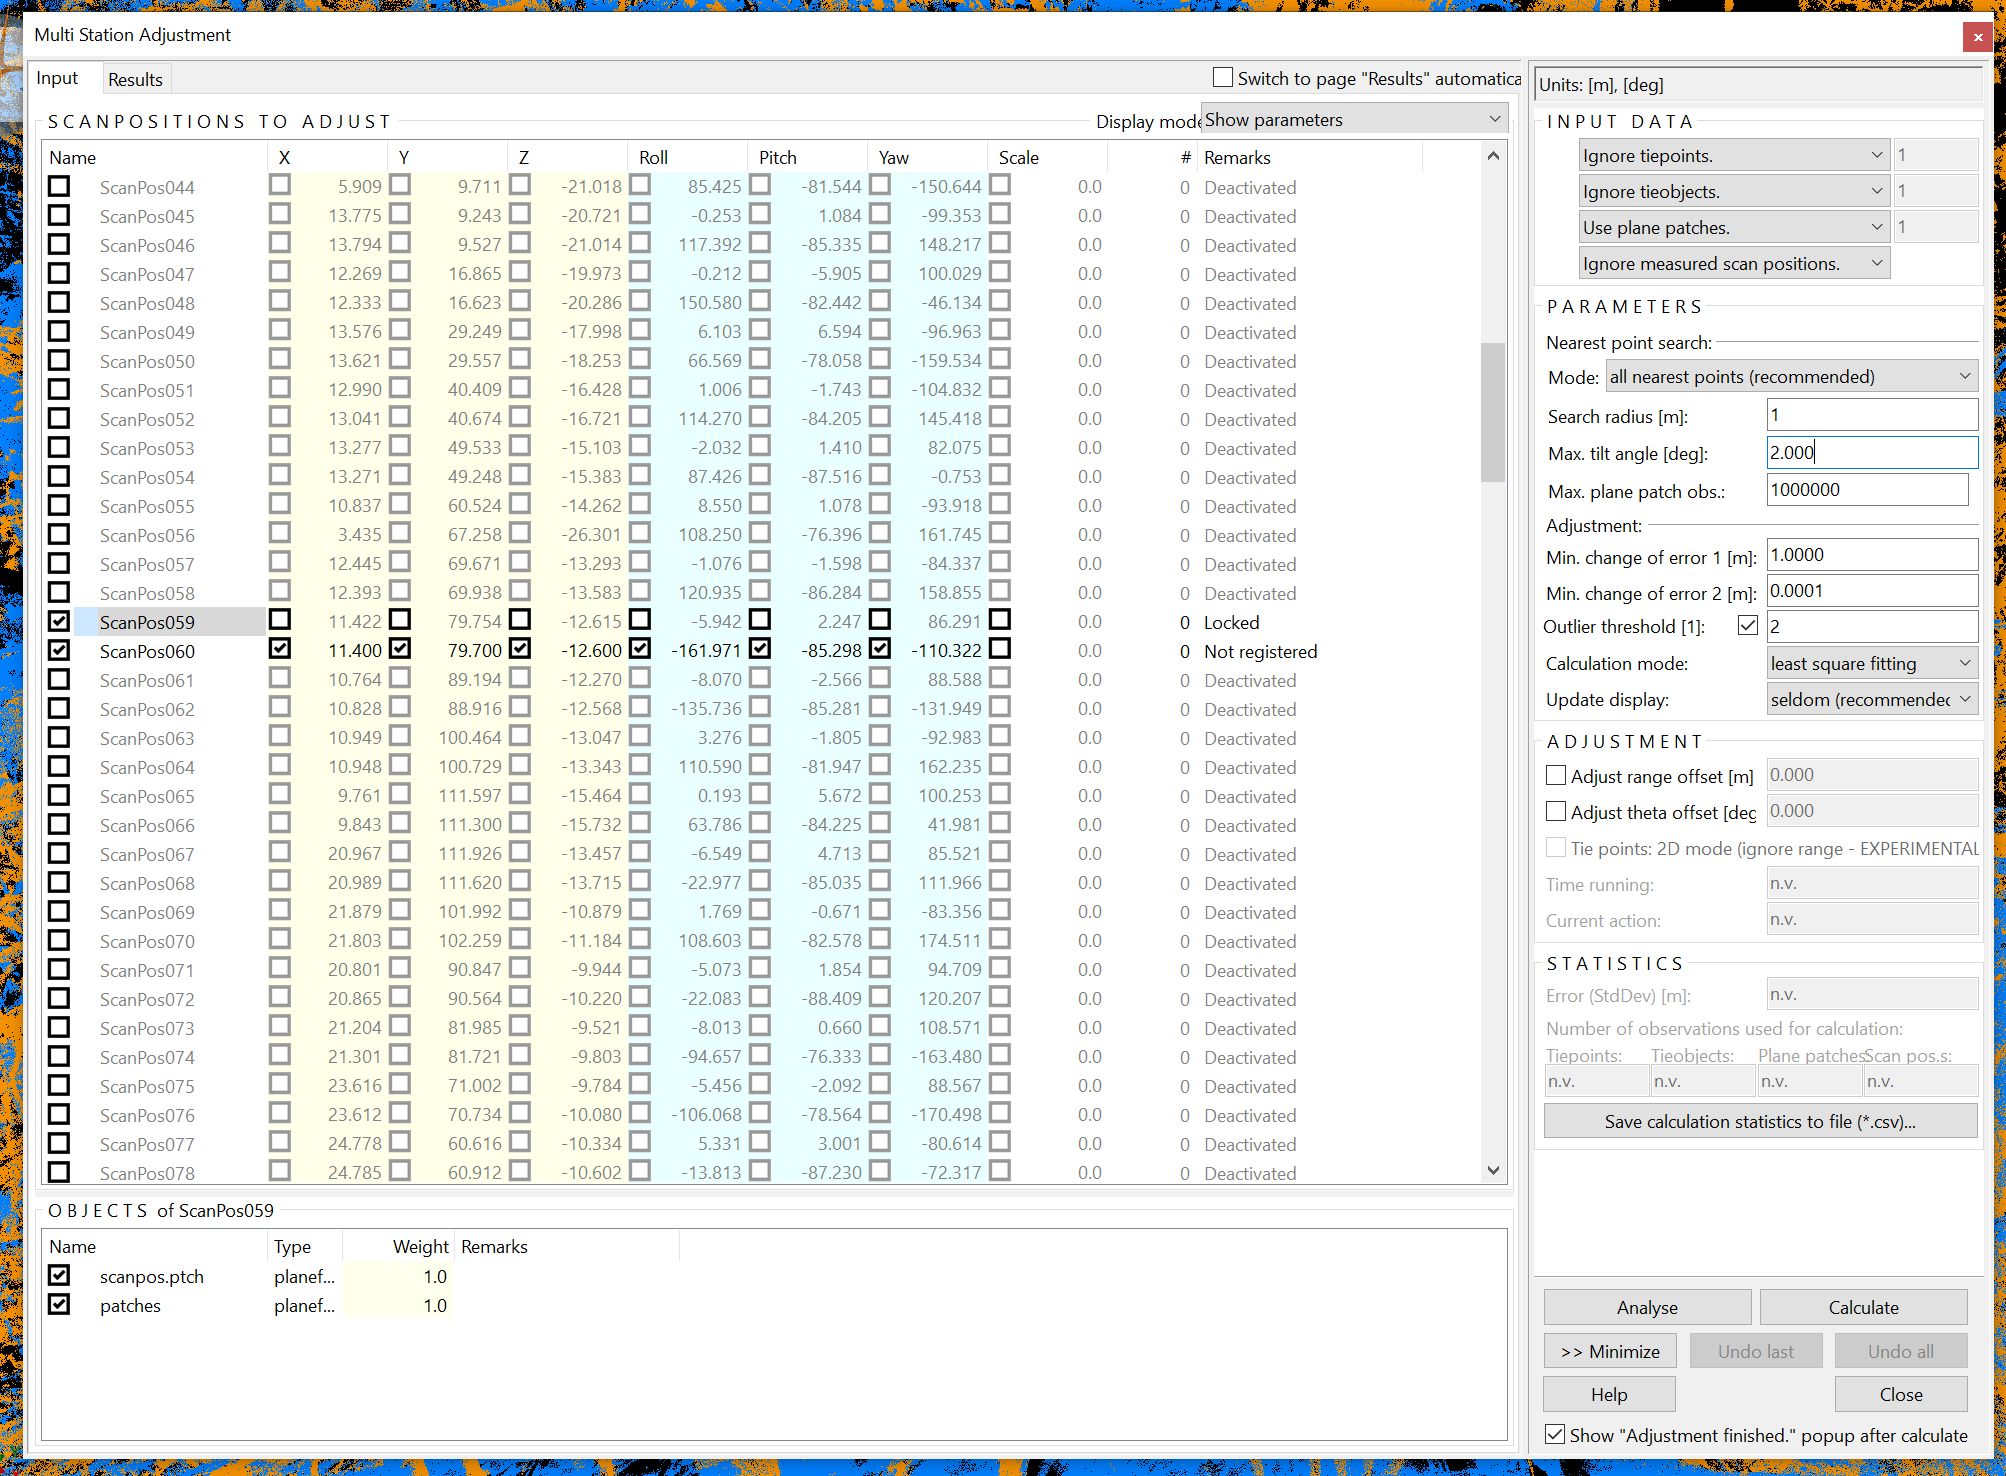 Multi Station Adjustment
Input Results
Switch to page "Results" automatica
SCANPOSITIONS TO ADJUST
Display mode Show parameters
Name X Y Z Roll Pitch Yaw Scale # Remarks
ScanPos044 5.909 9.711 -21.018 85.425 -81.544 -150.644 0.0 0 Deactivated
ScanPos045 13.775 9.243 -20.721 -0.253 1.084 -99.353 0.0 0 Deactivated
ScanPos046 13.794 9.527 -21.014 117.392 -85.335 148.217 0.0 0 Deactivated
ScanPos047 12.269 16.865 -19.973 -0.212 -5.905 100.029 0.0 0 Deactivated
ScanPos048 12.333 16.623 -20.286 150.580 -82.442 -46.134 0.0 0 Deactivated
ScanPos049 13.576 29.249 -17.998 6.103 6.594 -96.963 0.0 0 Deactivated
ScanPos050 13.621 29.557 -18.253 66.569 -78.058 -159.534 0.0 0 Deactivated
ScanPos051 12.990 40.409 -16.428 1.006 -1.743 -104.832 0.0 0 Deactivated
ScanPos052 13.041 40.674 -16.721 114.270 -84.205 145.418 0.0 0 Deactivated
ScanPos053 13.277 49.533 -15.103 -2.032 1.410 82.075 0.0 0 Deactivated
ScanPos054 13.271 49.248 -15.383 87.426 -87.516 -0.753 0.0 0 Deactivated
ScanPos055 10.837 60.524 -14.262 8.550 1.078 -93.918 0.0 0 Deactivated
ScanPos056 3.435 67.258 -26.301 108.250 -76.396 161.745 0.0 0 Deactivated
ScanPos057 12.445 69.671 -13.293 -1.076 -1.598 -84.337 0.0 0 Deactivated
ScanPos058 12.393 69.938 -13.583 120.935 -86.284 158.855 0.0 0 Deactivated
ScanPos059 11.422 79.754 -12.615 -5.942 2.247 86.291 0.0 0 Locked
ScanPos060 11.400 79.700 -12.600 -161.971 -85.298 -110.322 0.0 0 Not registered
ScanPos061 10.764 89.194 -12.270 -8.070 -2.566 88.588 0.0 0 Deactivated
ScanPos062 10.828 88.916 -12.568 -135.736 -85.281 -131.949 0.0 0 Deactivated
ScanPos063 10.949 100.464 -13.047 3.276 -1.805 -92.983 0.0 0 Deactivated
ScanPos064 10.948 100.729 -13.343 110.590 -81.947 162.235 0.0 0 Deactivated
ScanPos065 9.761 111.597 -15.464 0.193 5.672 100.253 0.0 0 Deactivated
ScanPos066 9.843 111.300 -15.732 63.786 -84.225 41.981 0.0 0 Deactivated
ScanPos067 20.967 111.926 -13.457 -6.549 4.713 85.521 0.0 0 Deactivated
ScanPos068 20.989 111.620 -13.715 -22.977 -85.035 111.966 0.0 0 Deactivated
ScanPos069 21.879 101.992 -10.879 1.769 -0.671 -83.356 0.0 0 Deactivated
ScanPos070 21.803 102.259 -11.184 108.603 -82.578 174.511 0.0 0 Deactivated
ScanPos071 20.801 90.847 -9.944 -5.073 1.854 94.709 0.0 0 Deactivated
ScanPos072 20.865 90.564 -10.220 -22.083 -88.409 120.207 0.0 0 Deactivated
ScanPos073 21.204 81.985 -9.521 -8.013 0.660 108.571 0.0 0 Deactivated
ScanPos074 21.301 81.721 -9.803 -94.657 -76.333 -163.480 0.0 0 Deactivated
ScanPos075 23.616 71.002 -9.784 -5.456 -2.092 88.567 0.0 0 Deactivated
ScanPos076 23.612 70.734 -10.080 -106.068 -78.564 -170.498 0.0 0 Deactivated
ScanPos077 24.778 60.616 -10.334 5.331 3.001 -80.614 0.0 0 Deactivated
ScanPos078 24.785 60.912 -10.602 -13.813 -87.230 -72.317 0.0 0 Deactivated
OBJECTS of ScanPos059
Name Type Weight Remarks
scanpos.ptch planef... 1.0
patches planef... 1.0
Units: [m], [deg]
INPUT DATA
Ignore tiepoints. 1
Ignore tieobjects. 1
Use plane patches. 1
Ignore measured scan positions.
PARAMETERS
Nearest point search:
Mode: all nearest points (recommended)
Search radius [m]: 1
Max. tilt angle [deg]: 2.000
Max. plane patch obs.: 1000000
Adjustment:
Min. change of error 1 [m]: 1.0000
Min. change of error 2 [m]: 0.0001
Outlier threshold [1]: 2
Calculation mode: least square fitting
Update display: seldom (recommended
ADJUSTMENT
Adjust range offset [m] 0.000
Adjust theta offset [deg 0.000
Tie points: 2D mode (ignore range - EXPERIMENTAL
Time running: n.v.
Current action: n.v.
STATISTICS
Error (StdDev) [m]: n.v.
Number of observations used for calculation:
Tiepoints: Tieobjects: Plane patches Scan pos.s:
n.v. n.v. n.v. n.v.
Save calculation statistics to file (*.csv)...
Analyse Calculate
>> Minimize Undo last Undo all
Help Close
Show "Adjustment finished." popup after calculate